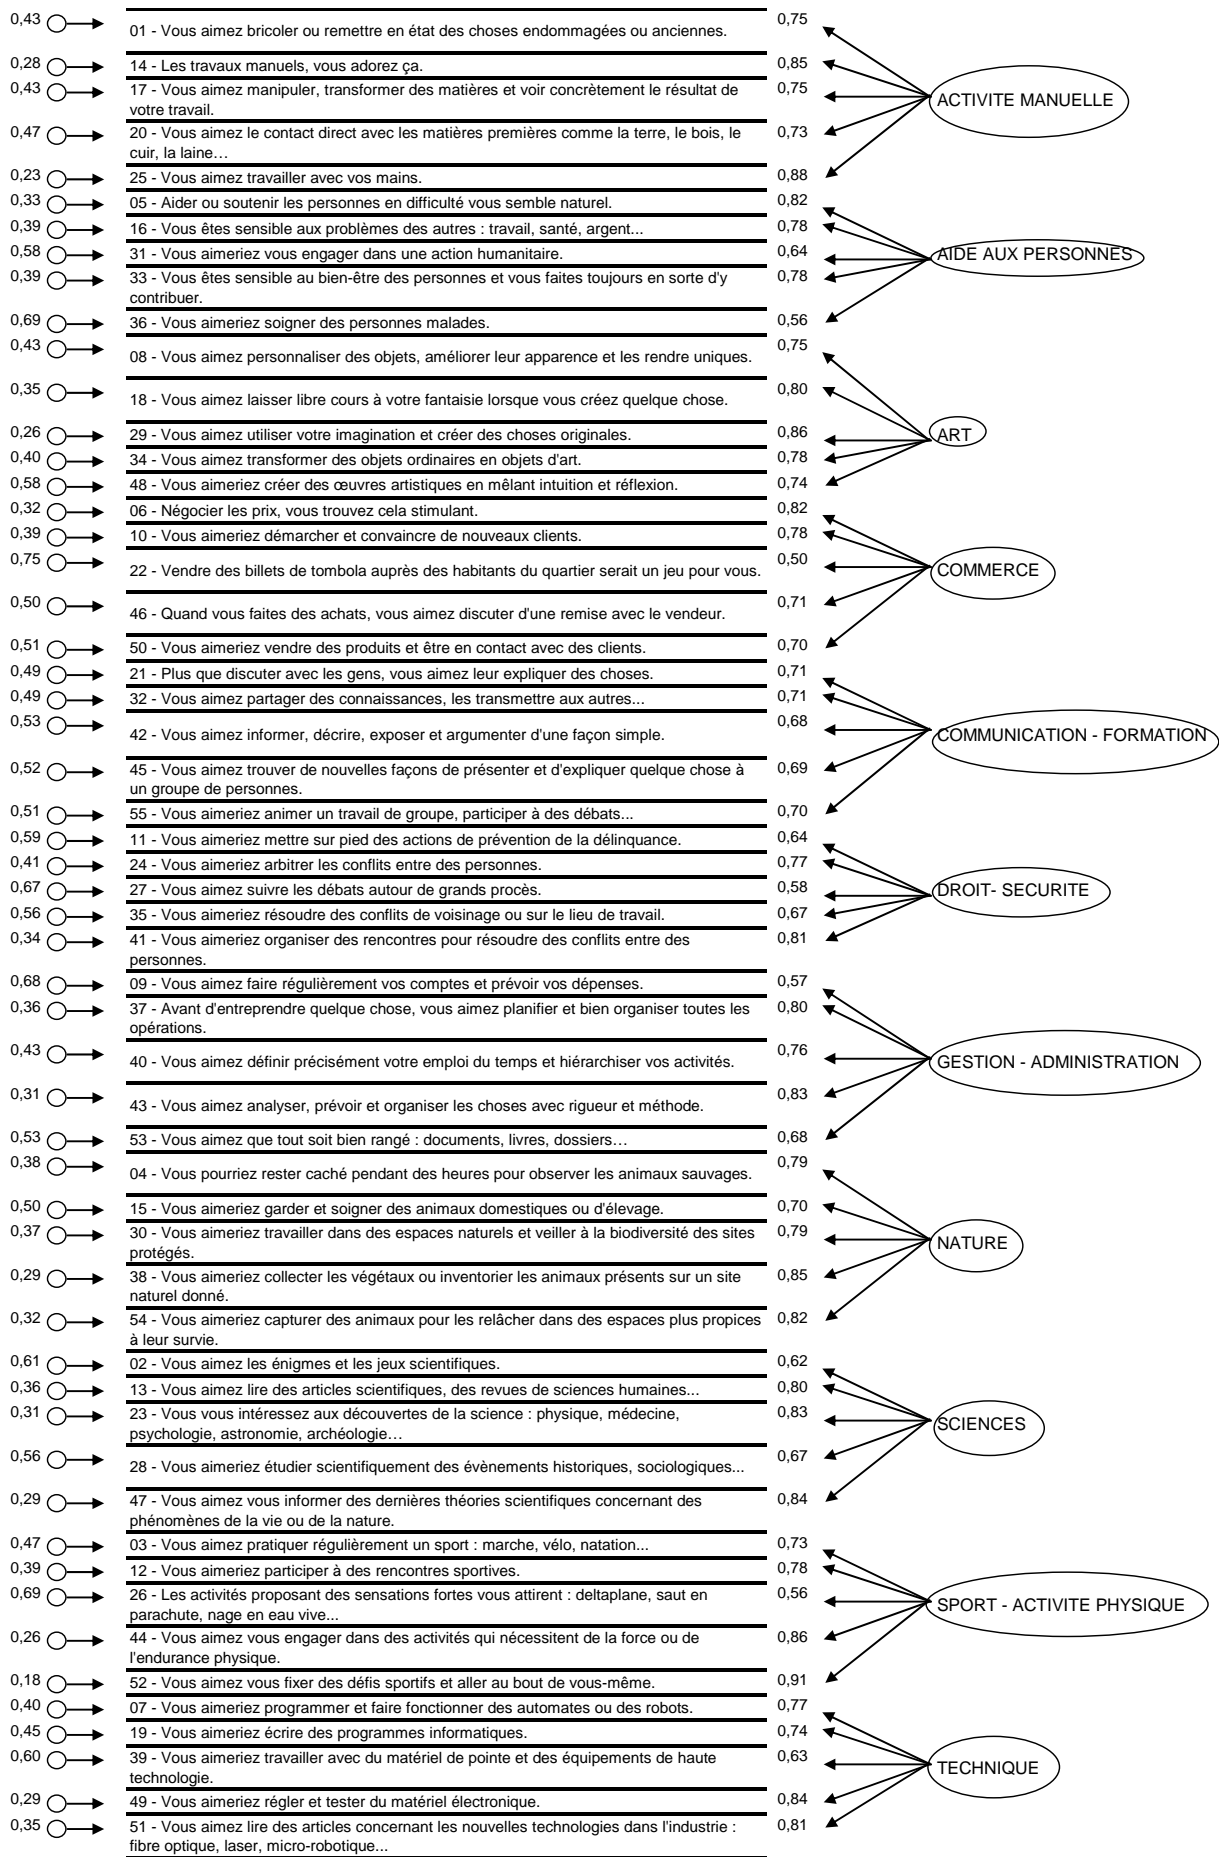 0,43 01 - Vous aimez bricoler ou remettre en état des choses endommagées ou anciennes. 0,75
0,28 14 - Les travaux manuels, vous adorez ça. 0,85
0,43 17 - Vous aimez manipuler, transformer des matières et voir concrètement le résultat de 0,75
votre travail.
ACTIVITE MANUELLE
0,47 20 - Vous aimez le contact direct avec les matières premières comme la terre, le bois, le 0,73
cuir, la laine…
0,23 25 - Vous aimez travailler avec vos mains. 0,88
0,33 05 - Aider ou soutenir les personnes en difficulté vous semble naturel. 0,82
0,39 16 - Vous êtes sensible aux problèmes des autres : travail, santé, argent... 0,78
0,58 31 - Vous aimeriez vous engager dans une action humanitaire. 0,64
AIDE AUX PERSONNES
0,39 33 - Vous êtes sensible au bien-être des personnes et vous faites toujours en sorte d'y 0,78
contribuer.
0,69 36 - Vous aimeriez soigner des personnes malades. 0,56
0,43 08 - Vous aimez personnaliser des objets, améliorer leur apparence et les rendre uniques. 0,75
0,35 18 - Vous aimez laisser libre cours à votre fantaisie lorsque vous créez quelque chose. 0,80
0,26 29 - Vous aimez utiliser votre imagination et créer des choses originales. 0,86
ART
0,40 34 - Vous aimez transformer des objets ordinaires en objets d'art. 0,78
0,58 48 - Vous aimeriez créer des œuvres artistiques en mêlant intuition et réflexion. 0,74
0,32 06 - Négocier les prix, vous trouvez cela stimulant. 0,82
0,39 10 - Vous aimeriez démarcher et convaincre de nouveaux clients. 0,78
0,75 22 - Vendre des billets de tombola auprès des habitants du quartier serait un jeu pour vous. 0,50
COMMERCE
0,50 46 - Quand vous faites des achats, vous aimez discuter d'une remise avec le vendeur. 0,71
0,51 50 - Vous aimeriez vendre des produits et être en contact avec des clients. 0,70
0,49 21 - Plus que discuter avec les gens, vous aimez leur expliquer des choses. 0,71
0,49 32 - Vous aimez partager des connaissances, les transmettre aux autres... 0,71
0,53 42 - Vous aimez informer, décrire, exposer et argumenter d'une façon simple. 0,68
COMMUNICATION - FORMATION
0,52 45 - Vous aimez trouver de nouvelles façons de présenter et d'expliquer quelque chose à 0,69
un groupe de personnes.
0,51 55 - Vous aimeriez animer un travail de groupe, participer à des débats... 0,70
0,59 11 - Vous aimeriez mettre sur pied des actions de prévention de la délinquance. 0,64
0,41 24 - Vous aimeriez arbitrer les conflits entre des personnes. 0,77
0,67 27 - Vous aimez suivre les débats autour de grands procès. 0,58
DROIT- SECURITE
0,56 35 - Vous aimeriez résoudre des conflits de voisinage ou sur le lieu de travail. 0,67
0,34 41 - Vous aimeriez organiser des rencontres pour résoudre des conflits entre des 0,81
personnes.
0,68 09 - Vous aimez faire régulièrement vos comptes et prévoir vos dépenses. 0,57
0,36 37 - Avant d'entreprendre quelque chose, vous aimez planifier et bien organiser toutes les 0,80
opérations.
0,43 40 - Vous aimez définir précisément votre emploi du temps et hiérarchiser vos activités. 0,76
GESTION - ADMINISTRATION
0,31 43 - Vous aimez analyser, prévoir et organiser les choses avec rigueur et méthode. 0,83
0,53 53 - Vous aimez que tout soit bien rangé : documents, livres, dossiers… 0,68
0,38 04 - Vous pourriez rester caché pendant des heures pour observer les animaux sauvages. 0,79
0,50 15 - Vous aimeriez garder et soigner des animaux domestiques ou d'élevage. 0,70
0,37 30 - Vous aimeriez travailler dans des espaces naturels et veiller à la biodiversité des sites 0,79
protégés.
NATURE
0,29 38 - Vous aimeriez collecter les végétaux ou inventorier les animaux présents sur un site 0,85
naturel donné.
0,32 54 - Vous aimeriez capturer des animaux pour les relâcher dans des espaces plus propices 0,82
à leur survie.
0,61 02 - Vous aimez les énigmes et les jeux scientifiques. 0,62
0,36 13 - Vous aimez lire des articles scientifiques, des revues de sciences humaines... 0,80
0,31 23 - Vous vous intéressez aux découvertes de la science : physique, médecine, 0,83
psychologie, astronomie, archéologie…
SCIENCES
0,56 28 - Vous aimeriez étudier scientifiquement des évènements historiques, sociologiques... 0,67
0,29 47 - Vous aimez vous informer des dernières théories scientifiques concernant des 0,84
phénomènes de la vie ou de la nature.
0,47 03 - Vous aimez pratiquer régulièrement un sport : marche, vélo, natation... 0,73
0,39 12 - Vous aimeriez participer à des rencontres sportives. 0,78
0,69 26 - Les activités proposant des sensations fortes vous attirent : deltaplane, saut en 0,56
parachute, nage en eau vive...
SPORT - ACTIVITE PHYSIQUE
0,26 44 - Vous aimez vous engager dans des activités qui nécessitent de la force ou de 0,86
l'endurance physique.
0,18 52 - Vous aimez vous fixer des défis sportifs et aller au bout de vous-même. 0,91
0,40 07 - Vous aimeriez programmer et faire fonctionner des automates ou des robots. 0,77
0,45 19 - Vous aimeriez écrire des programmes informatiques. 0,74
0,60 39 - Vous aimeriez travailler avec du matériel de pointe et des équipements de haute 0,63
technologie.
TECHNIQUE
0,29 49 - Vous aimeriez régler et tester du matériel électronique. 0,84
0,35 51 - Vous aimez lire des articles concernant les nouvelles technologies dans l'industrie : 0,81
fibre optique, laser, micro-robotique...